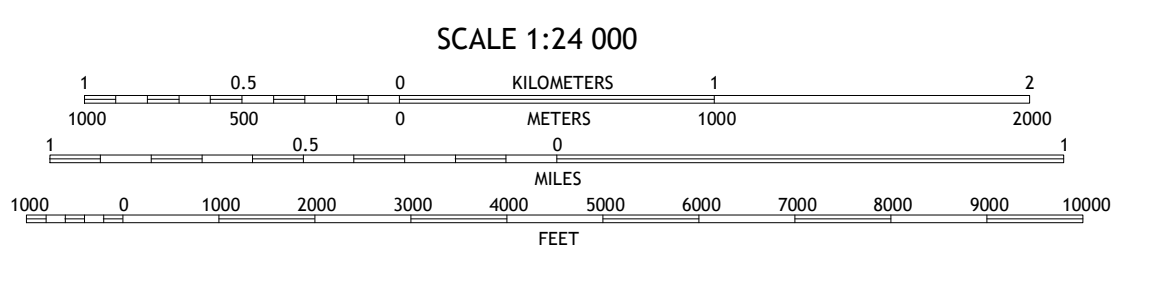 SCALE 1:24 000
1 0.5 0 KILOMETERS 1 2
1000 500 0 METERS 1000 2000
1 0.5 0 1
MILES
1000 0 1000 2000 3000 4000 5000 6000 7000 8000 9000 10000
FEET